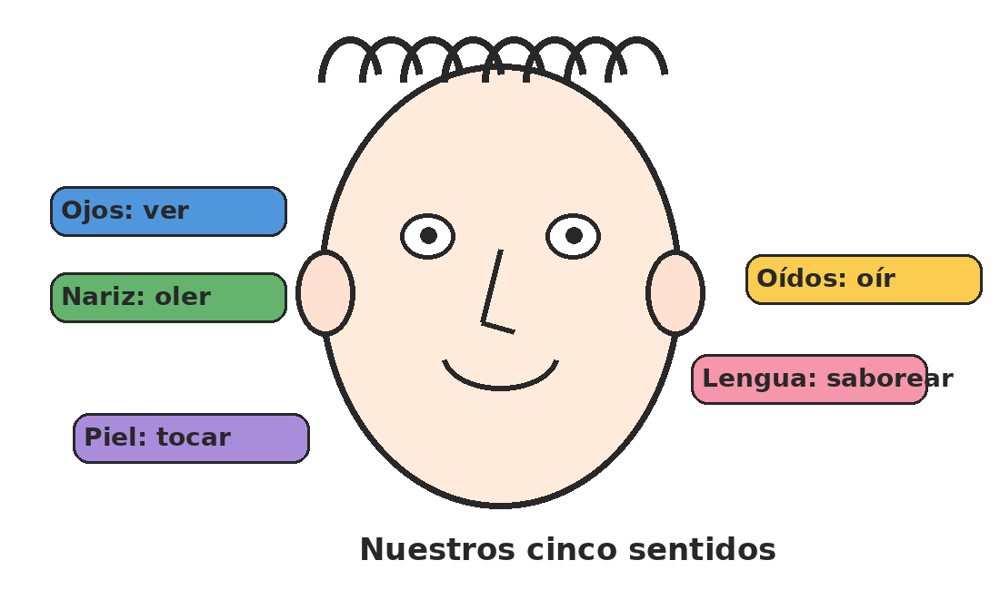 Ojos: ver
Nariz: oler
Piel: tocar
Oídos: oír
Lengua: saborear
Nuestros cinco sentidos